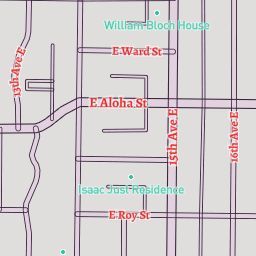 William Bloch House
E Ward St
13th Ave E
E Aloha St
15th Ave E
16th Ave E
Isaac Just Residence
E Roy St